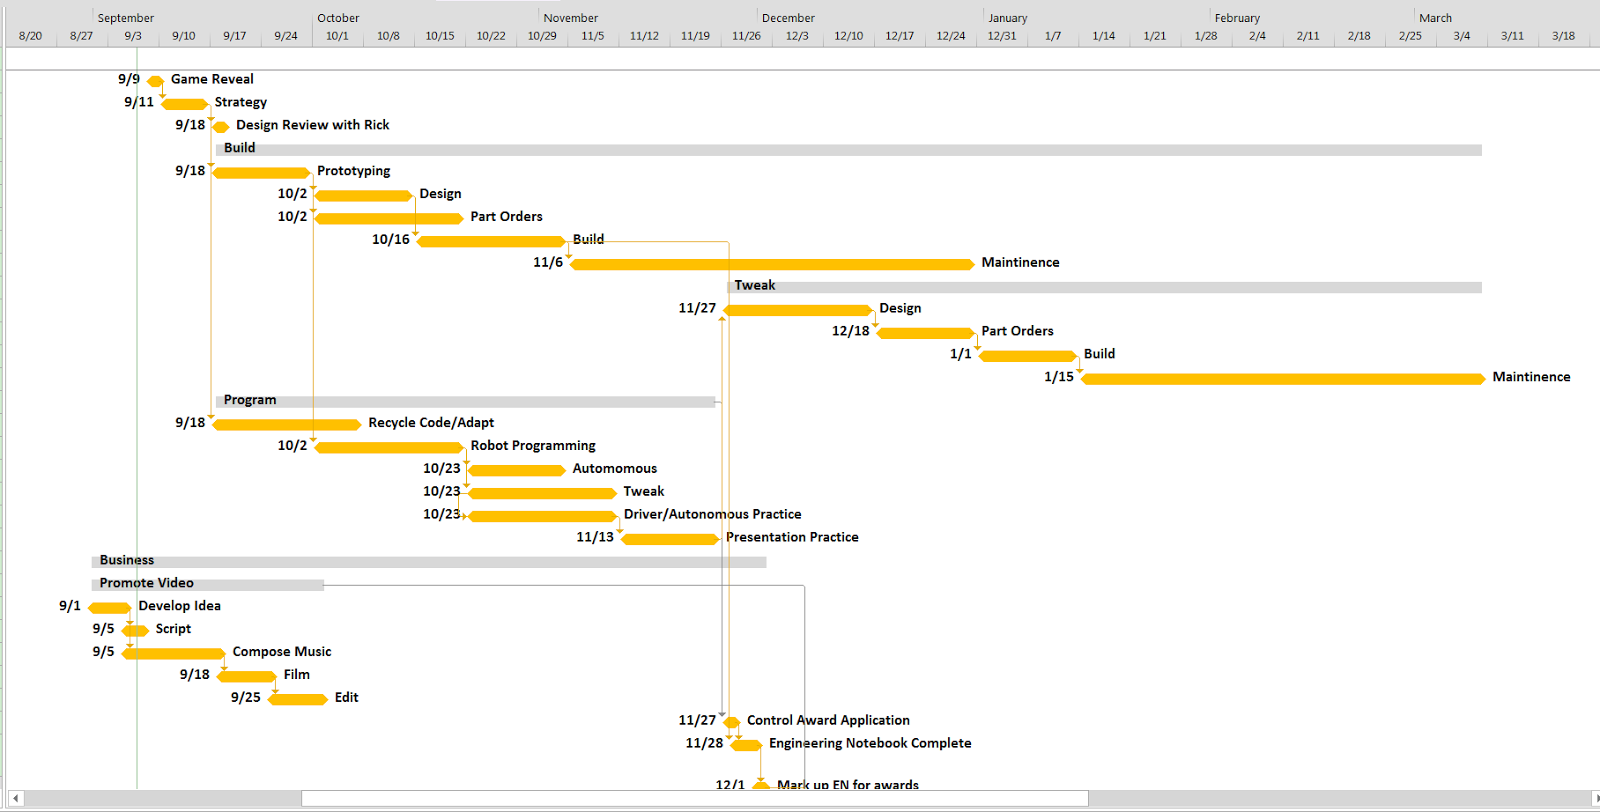 September October November December January February March
8/20 8/27 9/3 9/10 9/17 9/24 10/1 10/8 10/15 10/22 10/29 11/5 11/12 11/19 11/26 12/3 12/10 12/17 12/24 12/31 1/7 1/14 1/21 1/28 2/4 2/11 2/18 2/25 3/4 3/11 3/18
9/9 Game Reveal
9/11 Strategy
9/18 Design Review with Rick
Build
9/18 Prototyping
10/2 Design
10/2 Part Orders
10/16 Build
11/6 Maintinence
Tweak
11/27 Design
12/18 Part Orders
1/1 Build
1/15 Maintinence
Program
9/18 Recycle Code/Adapt
10/2 Robot Programming
10/23 Automomous
10/23 Tweak
10/23 Driver/Autonomous Practice
11/13 Presentation Practice
Business
Promote Video
9/1 Develop Idea
9/5 Script
9/5 Compose Music
9/18 Film
9/25 Edit
11/27 Control Award Application
11/28 Engineering Notebook Complete
12/1 Mark up EN for awards